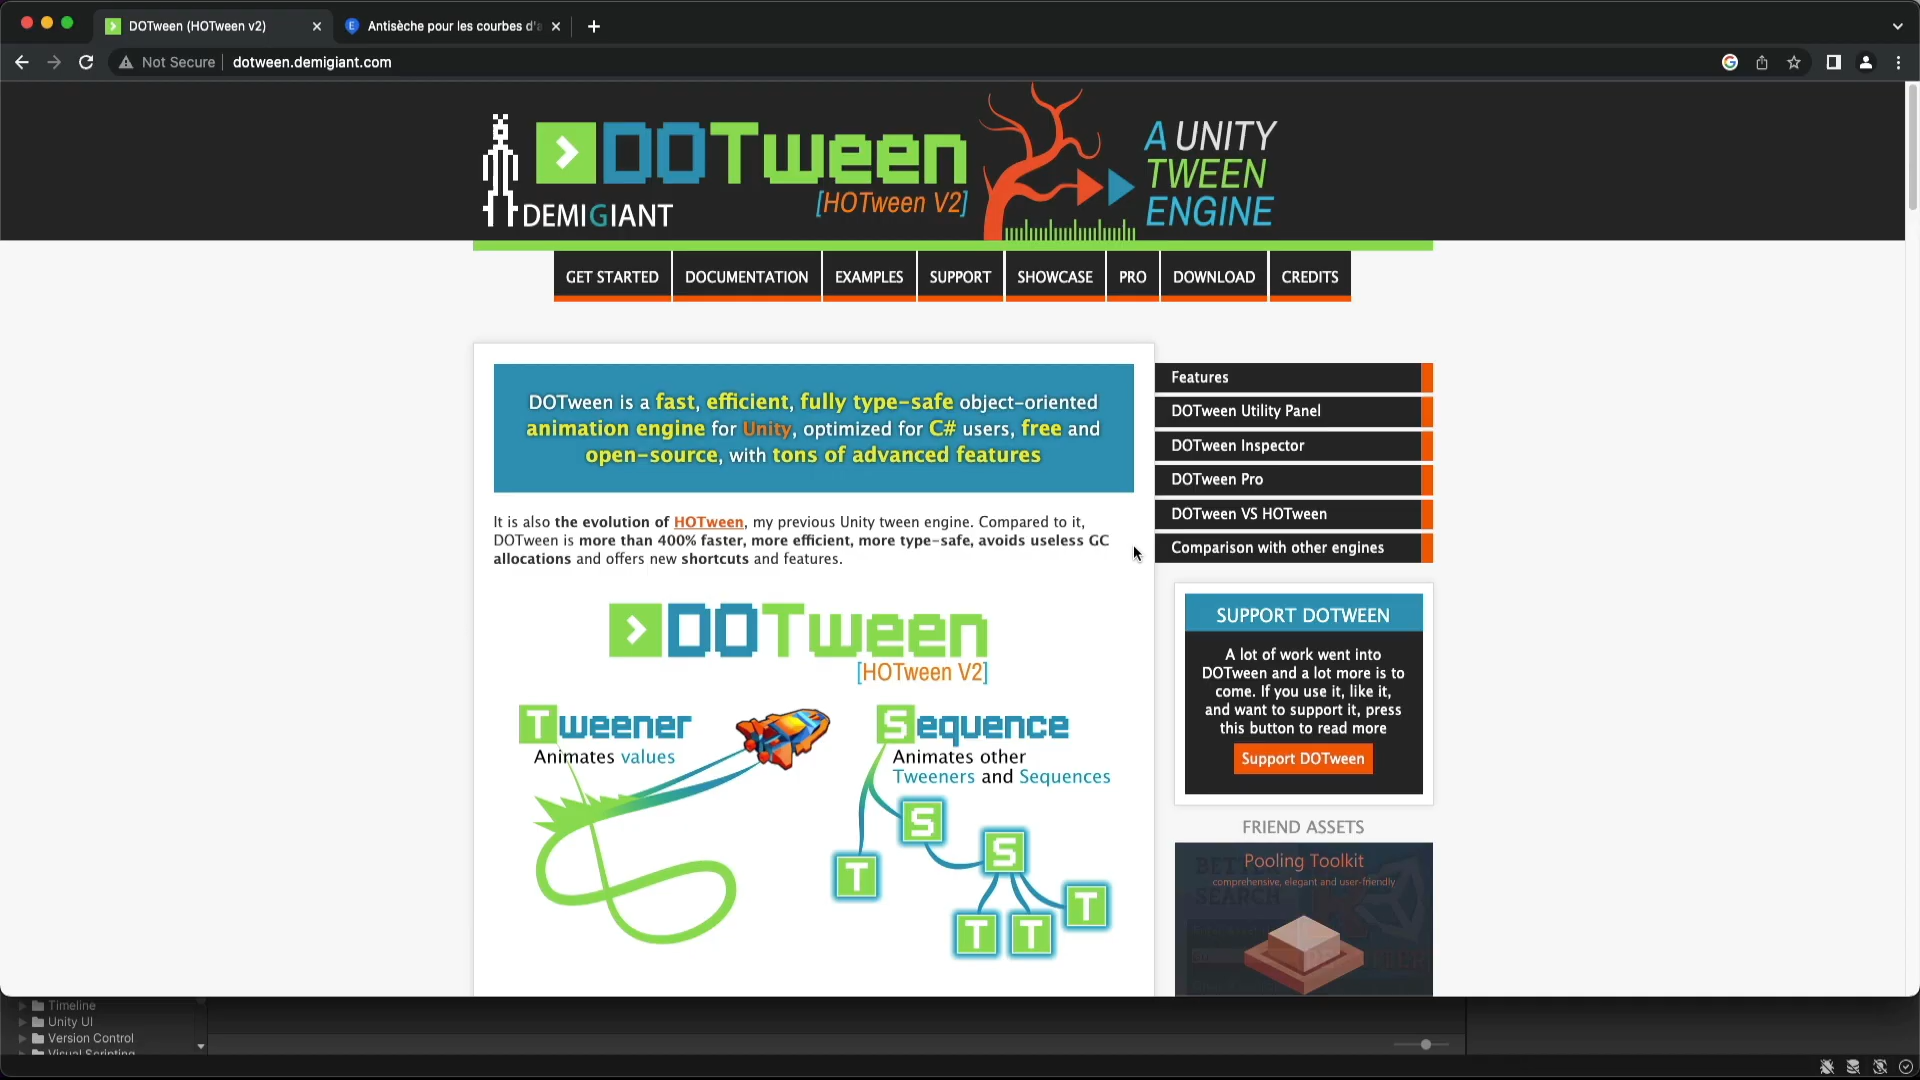 DOTween (HOTween v2)
Antisèche pour les courbes d'a
Not Secure
dotween.demigiant.com
DOTween
[HOTween V2]
DEMIGIANT
A UNITY
TWEEN
ENGINE
GET STARTED
DOCUMENTATION
EXAMPLES
SUPPORT
SHOWCASE
PRO
DOWNLOAD
CREDITS
DOTween is a fast, efficient, fully type-safe object-oriented
animation engine for Unity, optimized for C# users, free and
open-source, with tons of advanced features
It is also the evolution of HOTween, my previous Unity tween engine. Compared to it,
DOTween is more than 400% faster, more efficient, more type-safe, avoids useless GC
allocations and offers new shortcuts and features.
DOTween
[HOTween V2]
Tweener
Animates values
Sequence
Animates other
Tweeners and Sequences
S
S
T
T
T
T
Features
DOTween Utility Panel
DOTween Inspector
DOTween Pro
DOTween VS HOTween
Comparison with other engines
SUPPORT DOTWEEN
A lot of work went into
DOTween and a lot more is to
come. If you use it, like it,
and want to support it, press
this button to read more
Support DOTween
FRIEND ASSETS
Pooling Toolkit
comprehensive, elegant and user-friendly
Timeline
Unity UI
Version Control
Visual Scripting